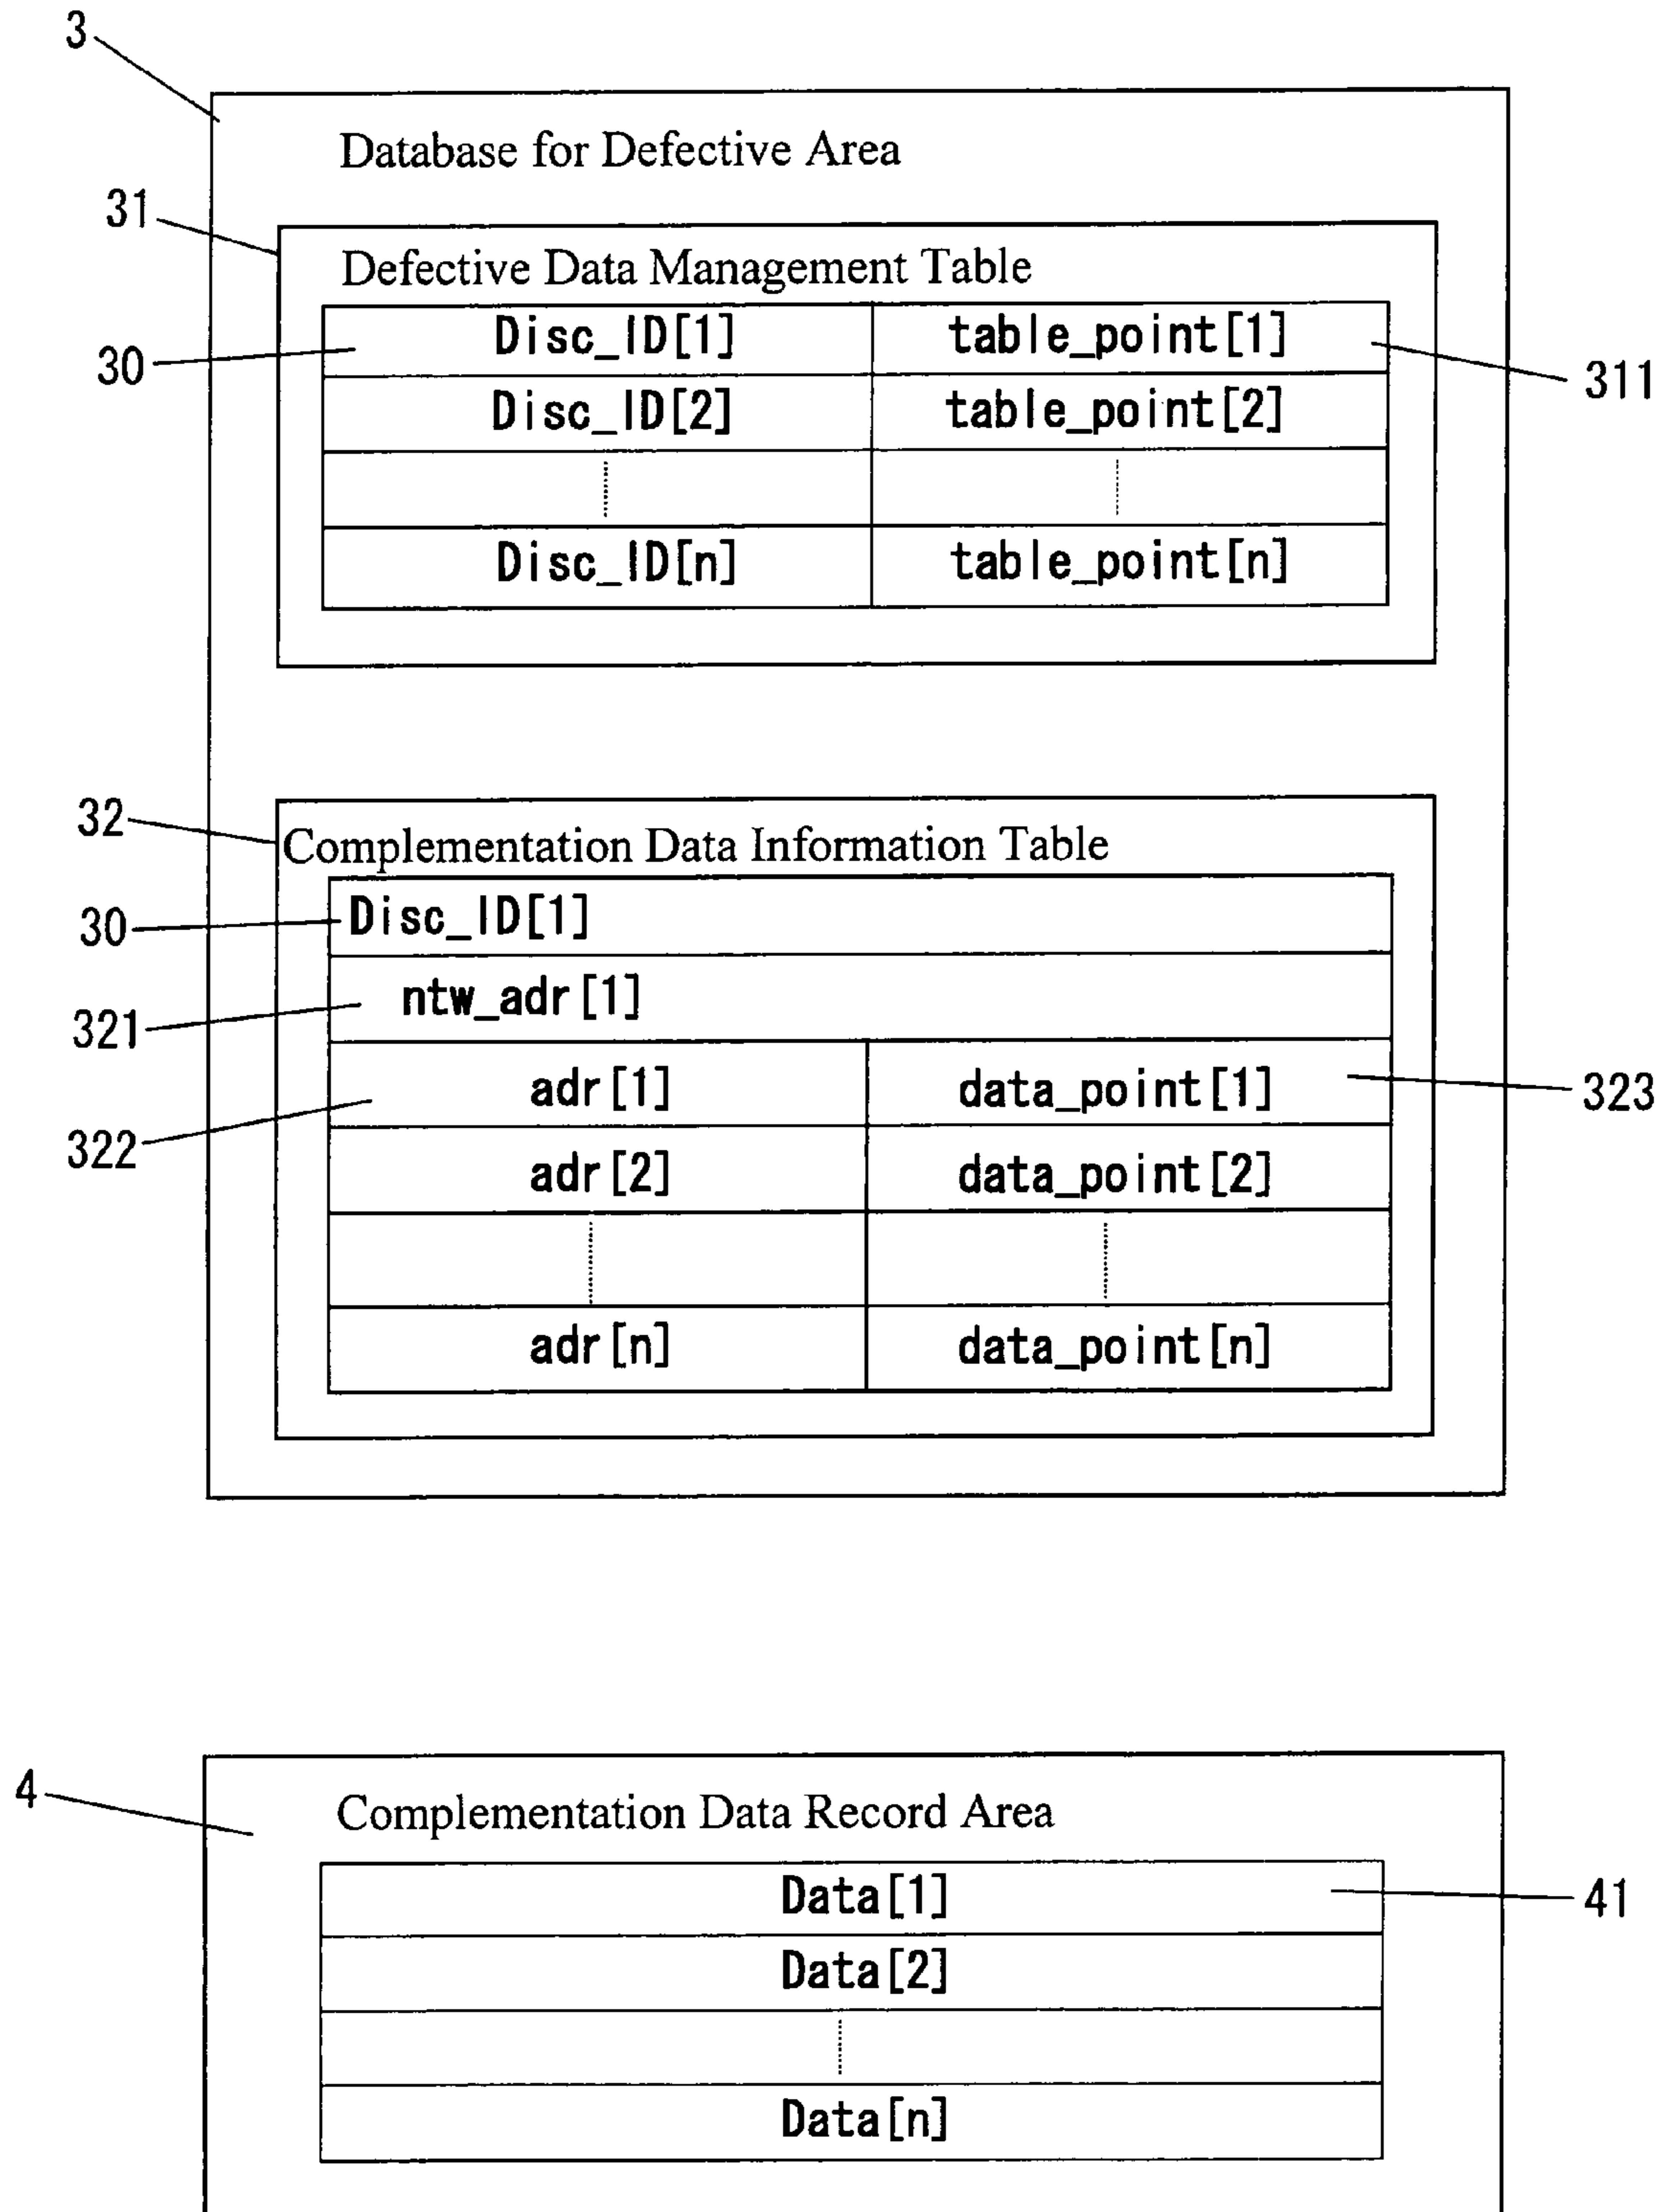 3
Database for Defective Area
31
Defective Data Management Table
30 Disc_ID[1] table_point[1] 311
Disc_ID[2] table_point[2]
Disc_ID[n] table_point[n]
32
Complementation Data Information Table
30 Disc_ID[1]
321 ntw_adr[1]
322 adr[1] data_point[1] 323
adr[2] data_point[2]
adr[n] data_point[n]
4
Complementation Data Record Area
Data[1] 41
Data[2]
Data[n]